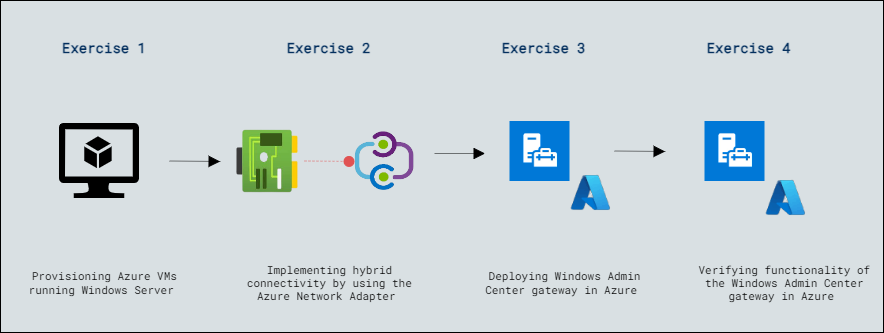 Exercise 1
Exercise 2
Exercise 3
Exercise 4
Provisioning Azure VMs
running Windows Server
Implementing hybrid
connectivity by using the
Azure Network Adapter
Deploying Windows Admin
Center gateway in Azure
Verifying functionality of
the Windows Admin Center
gateway in Azure